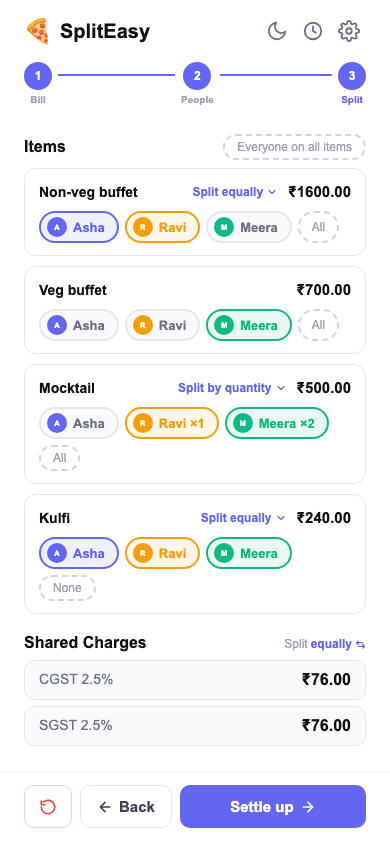 SplitEasy
1 2 3
Bill People Split
Items Everyone on all items
Non-veg buffet Split equally ₹1600.00
A Asha R Ravi M Meera All
Veg buffet ₹700.00
A Asha R Ravi M Meera All
Mocktail Split by quantity ₹500.00
A Asha R Ravi ×1 M Meera ×2
All
Kulfi Split equally ₹240.00
A Asha R Ravi M Meera
None
Shared Charges Split equally
CGST 2.5% ₹76.00
SGST 2.5% ₹76.00
Back Settle up